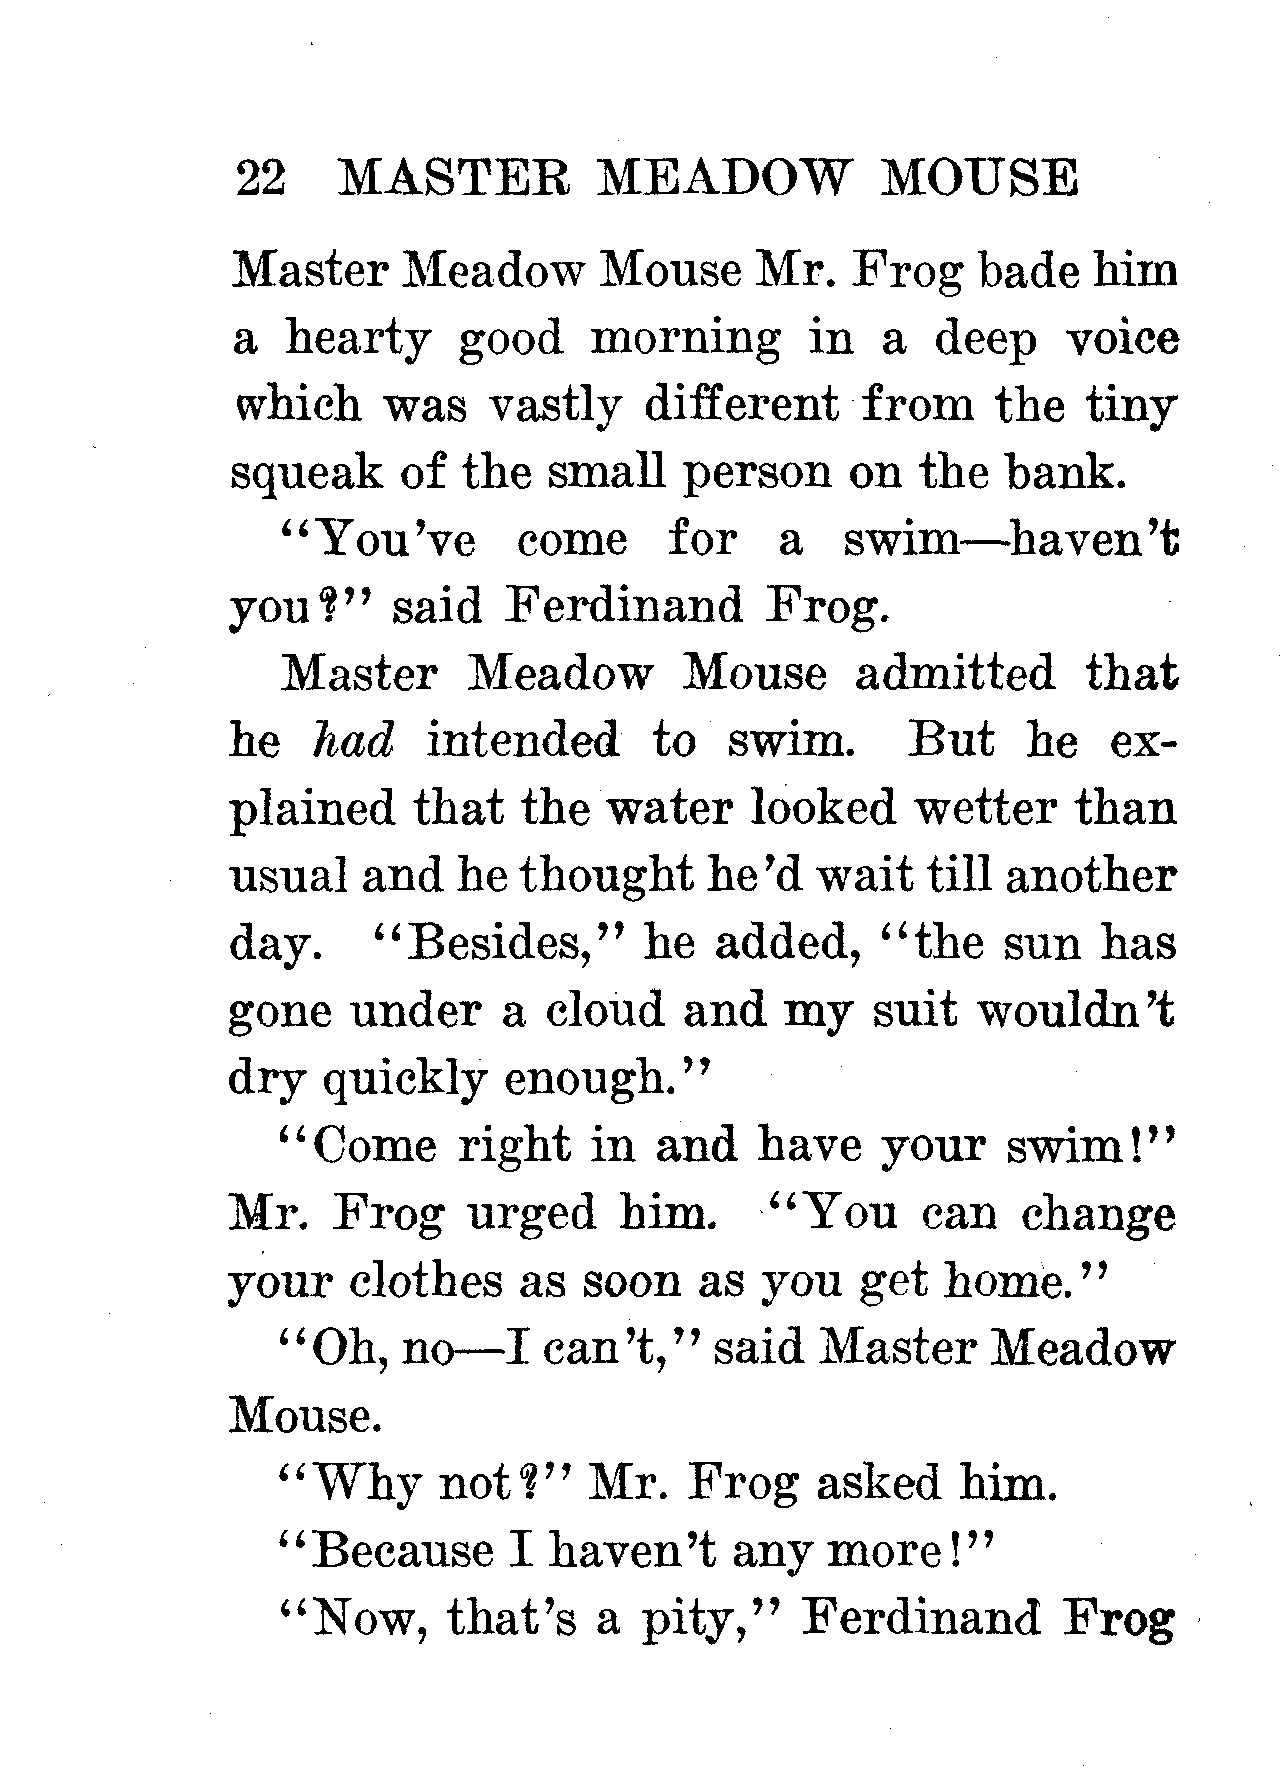 22 MASTER MEADOW MOUSE
Master Meadow Mouse Mr. Frog bade him
a hearty good morning in a deep voice
which was vastly different from the tiny
squeak of the small person on the bank.
“You’ve come for a swim—haven’t
you?” said Ferdinand Frog.
Master Meadow Mouse admitted that
he had intended to swim. But he ex-
plained that the water looked wetter than
usual and he thought he’d wait till another
day. “Besides,” he added, “the sun has
gone under a cloud and my suit wouldn’t
dry quickly enough.”
“Come right in and have your swim!”
Mr. Frog urged him. “You can change
your clothes as soon as you get home.”
“Oh, no—I can’t,” said Master Meadow
Mouse.
“Why not?” Mr. Frog asked him.
“Because I haven’t any more!”
“Now, that’s a pity,” Ferdinand Frog